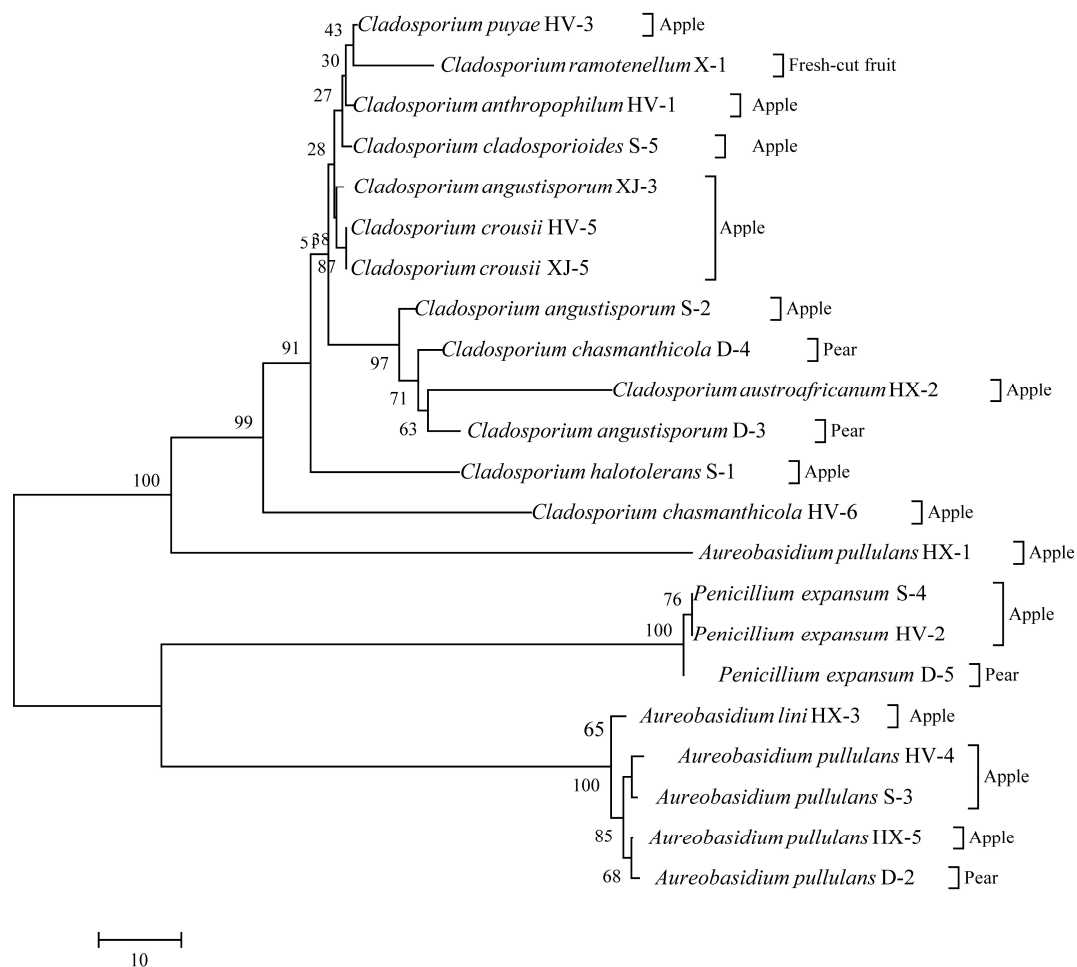 43
Cladosporium puyae HV-3 Apple
30
Cladosporium ramotenellum X-1 Fresh-cut fruit
27
Cladosporium anthropophilum HV-1 Apple
28
Cladosporium cladosporioides S-5 Apple
Cladosporium angustisporum XJ-3
Cladosporium crousii HV-5 Apple
51
38
87
Cladosporium crousii XJ-5
Cladosporium angustisporum S-2 Apple
91
Cladosporium chasmanthicola D-4 Pear
97
Cladosporium austroafricanum HX-2 Apple
71
63
Cladosporium angustisporum D-3 Pear
99
Cladosporium halotolerans S-1 Apple
100
Cladosporium chasmanthicola HV-6 Apple
Aureobasidium pullulans HX-1 Apple
76
Penicillium expansum S-4
Apple
100
Penicillium expansum HV-2
Penicillium expansum D-5 Pear
65
Aureobasidium lini HX-3 Apple
Aureobasidium pullulans HV-4
Apple
100
Aureobasidium pullulans S-3
85
Aureobasidium pullulans HX-5 Apple
68
Aureobasidium pullulans D-2 Pear
10